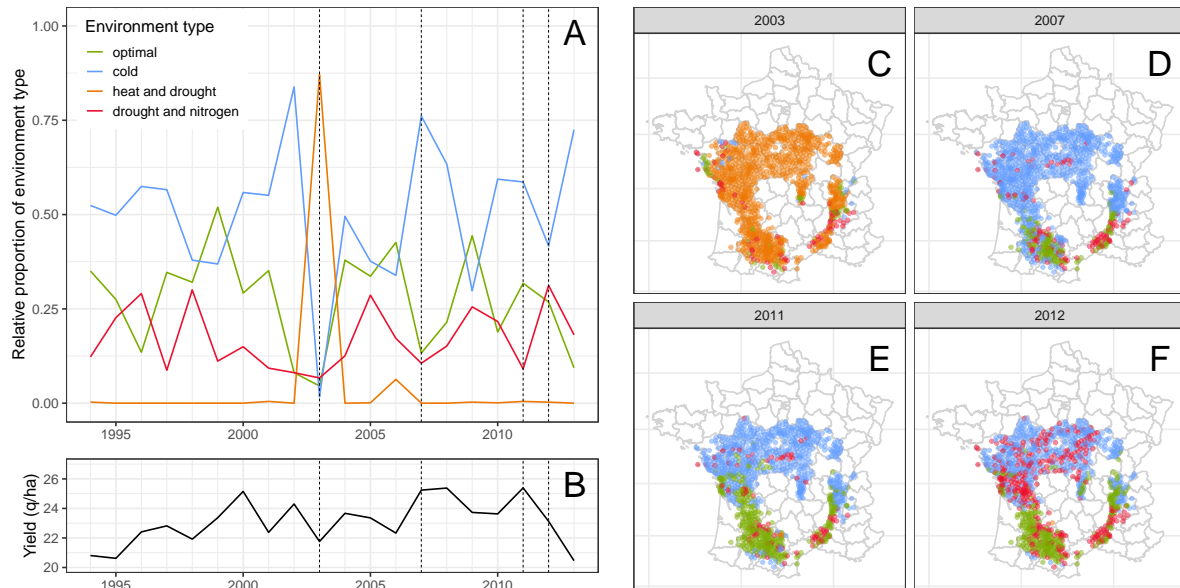 Environment type
optimal
cold
heat and drought
drought and nitrogen
A
Relative proportion of environment type
1.00
0.75
0.50
0.25
0.00
1995
2000
2005
2010
B
Yield (q/ha)
26
24
22
20
1995
2000
2005
2010
2003
C
2007
D
2011
E
2012
F